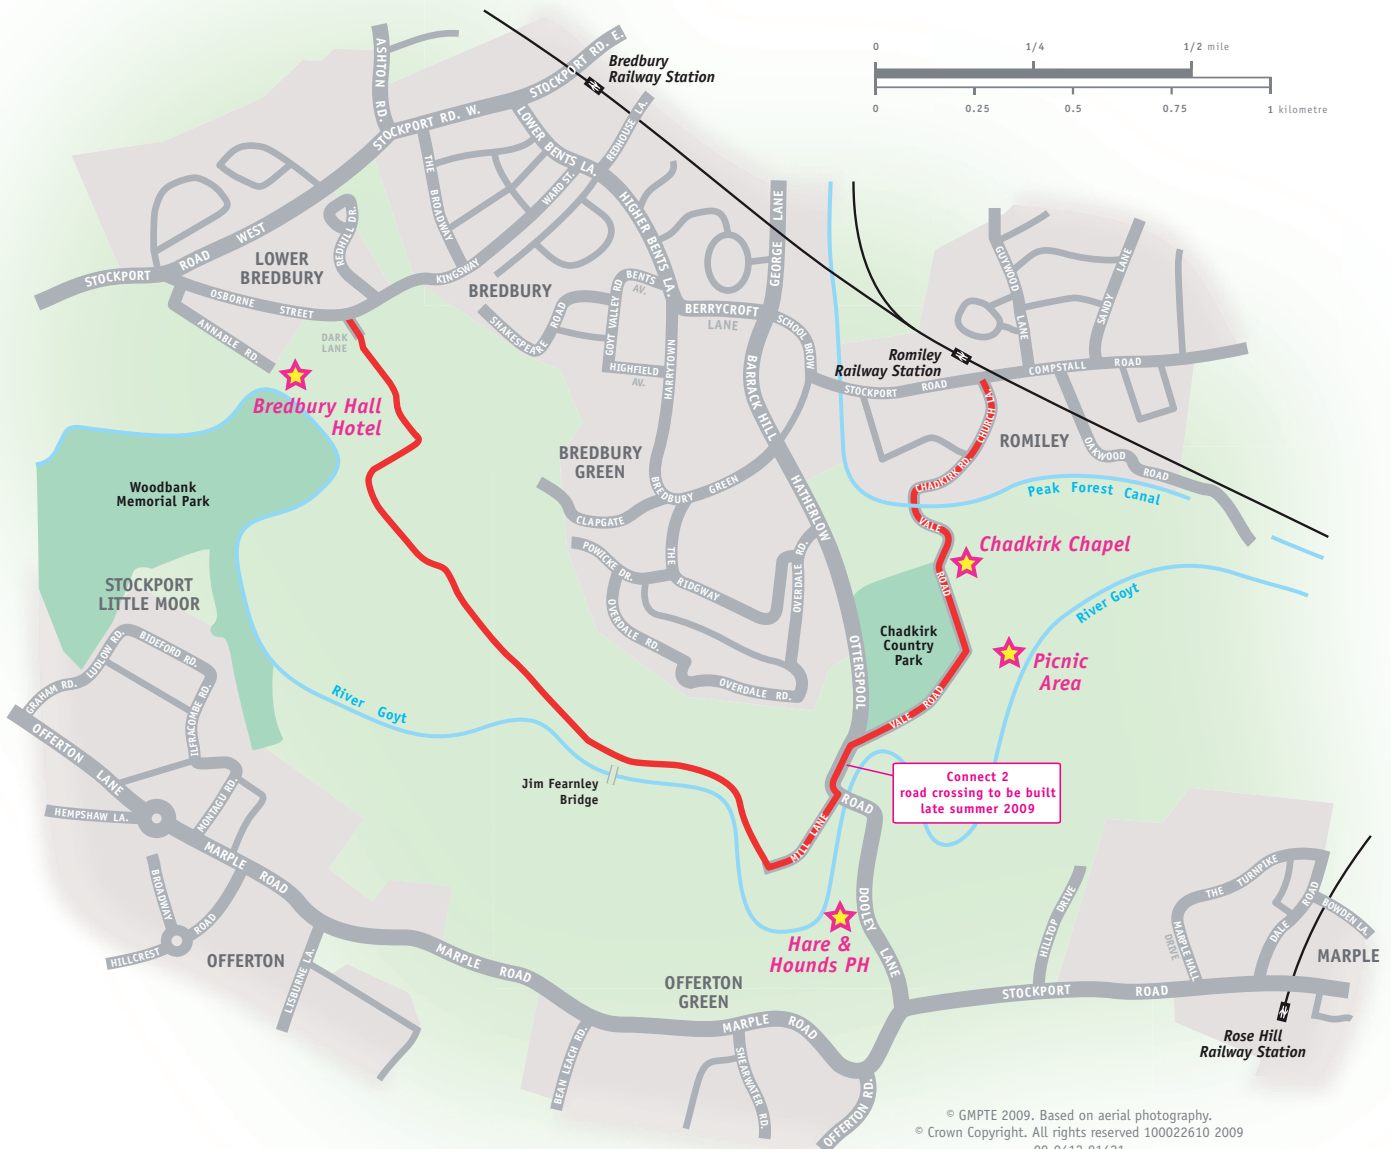 0
1/4
1/2 mile
0
0.25
0.5
0.75
1 kilometre
ASHTON RD.
STOCKPORT RD. E.
Bredbury
Railway Station
STOCKPORT RD. W.
LOWER BENTS LA.
REDHOUSE LA.
THE BROADWAY
WARD ST.
HIGHER BENTS LA.
GEORGE LANE
STOCKPORT ROAD WEST
REDHILL DR.
LOWER
BREDBURY
KINGSWAY
BREDBURY
OSBORNE STREET
ANNABLE RD.
DARK
LANE
SHAKESPEARE ROAD
GOYT VALLEY RD
BENTS
AV.
HIGHFIELD
AV.
BERRYCROFT
LANE
HARRYTOWN
BARRACK HILL
SCHOOL BROW
GUYWOOD LANE
SANDY LANE
Romiley
Railway Station
STOCKPORT ROAD
COMPSTALL ROAD
CHURCH LA.
ROMILEY
OAKWOOD ROAD
CHADKIRK RD.
Peak Forest Canal
Bredbury Hall
Hotel
BREDBURY
GREEN
BREDBURY GREEN
HATHERLOW
CLAPGATE
Woodbank
Memorial Park
VALE ROAD
Chadkirk Chapel
POWICKE DR.
THE RIDGWAY
OVERDALE RD.
OVERDALE RD.
OVERDALE RD.
STOCKPORT
LITTLE MOOR
River Goyt
Chadkirk
Country
Park
OTTERSPOOL ROAD
Picnic
Area
VALE ROAD
LUDLOW RD.
BIDEFORD RD.
GRAHAM RD.
ILFRACOMBE RD.
OFFERTON LANE
River Goyt
Jim Fearnley
Bridge
Connect 2
road crossing to be built
late summer 2009
HEMPSHAW LA.
MONTAGU RD.
MILL LANE
MARPLE ROAD
BROADWAY
HILLCREST ROAD
OFFERTON
LISBURNE LA.
MARPLE ROAD
Hare &
Hounds PH
DOOLEY LANE
HILLTOP DRIVE
THE TURNPIKE
MARPLE HALL
DRIVE
DALE ROAD
BOWDEN LA.
MARPLE
OFFERTON
GREEN
STOCKPORT ROAD
MARPLE ROAD
BEAN LEACH RD.
SHEARWATER RD.
OFFERTON RD.
Rose Hill
Railway Station
© GMPTE 2009. Based on aerial photography.
© Crown Copyright. All rights reserved 100022610 2009